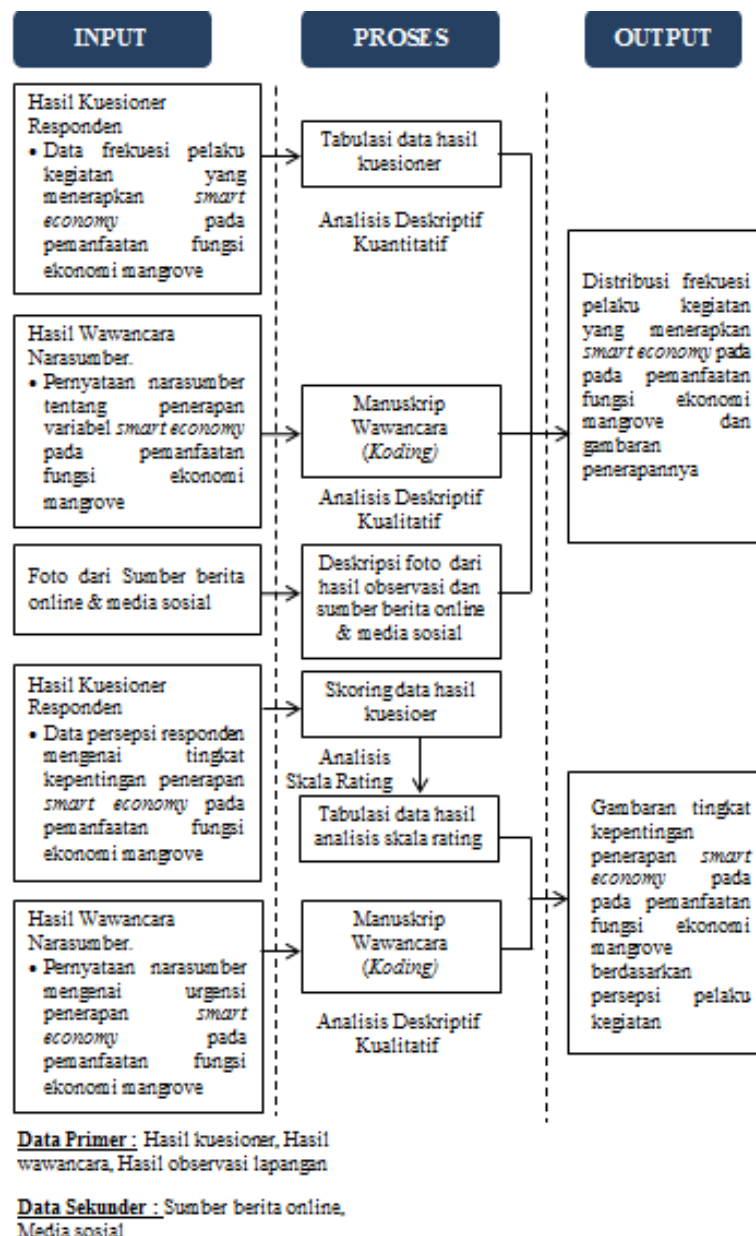 INPUT
PROSES
OUTPUT
Hasil Kuesioner
Responden
• Data frekuesi pelaku
kegiatan yang
menerapkan smart
economy pada
pemanfaatan fungsi
ekonomi mangrove
Tabulasi data hasil
kuesioner
Analisis Deskriptif
Kuantitatif
Hasil Wawancara
Narasumber.
• Pernyataan narasumber
tentang penerapan
variabel smart economy
pada pemanfaatan
fungsi ekonomi
mangrove
Manuskrip
Wawancara
(Koding)
Analisis Deskriptif
Kualitatif
Foto dari Sumber berita
online & media sosial
Deskripsi foto dari
hasil observasi dan
sumber berita online
& media sosial
Distribusi frekuesi
pelaku kegiatan
yang menerapkan
smart economy pada
pada pemanfaatan
fungsi ekonomi
mangrove dan
gambaran
penerapannya
Hasil Kuesioner
Responden
• Data persepsi responden
mengenai tingkat
kepentingan penerapan
smart economy pada
pemanfaatan fungsi
ekonomi mangrove
Skoring data hasil
kuesioer
Analisis
Skala Rating
Tabulasi data hasil
analisis skala rating
Hasil Wawancara
Narasumber.
• Pernyataan narasumber
mengenai urgensi
penerapan smart
economy pada
pemanfaatan fungsi
ekonomi mangrove
Manuskrip
Wawancara
(Koding)
Analisis Deskriptif
Kualitatif
Gambaran tingkat
kepentingan
penerapan smart
economy pada
pada pemanfaatan
fungsi ekonomi
mangrove
berdasarkan
persepsi pelaku
kegiatan
Data Primer : Hasil kuesioner, Hasil
wawancara, Hasil observasi lapangan
Data Sekunder : Sumber berita online,
Media sosial